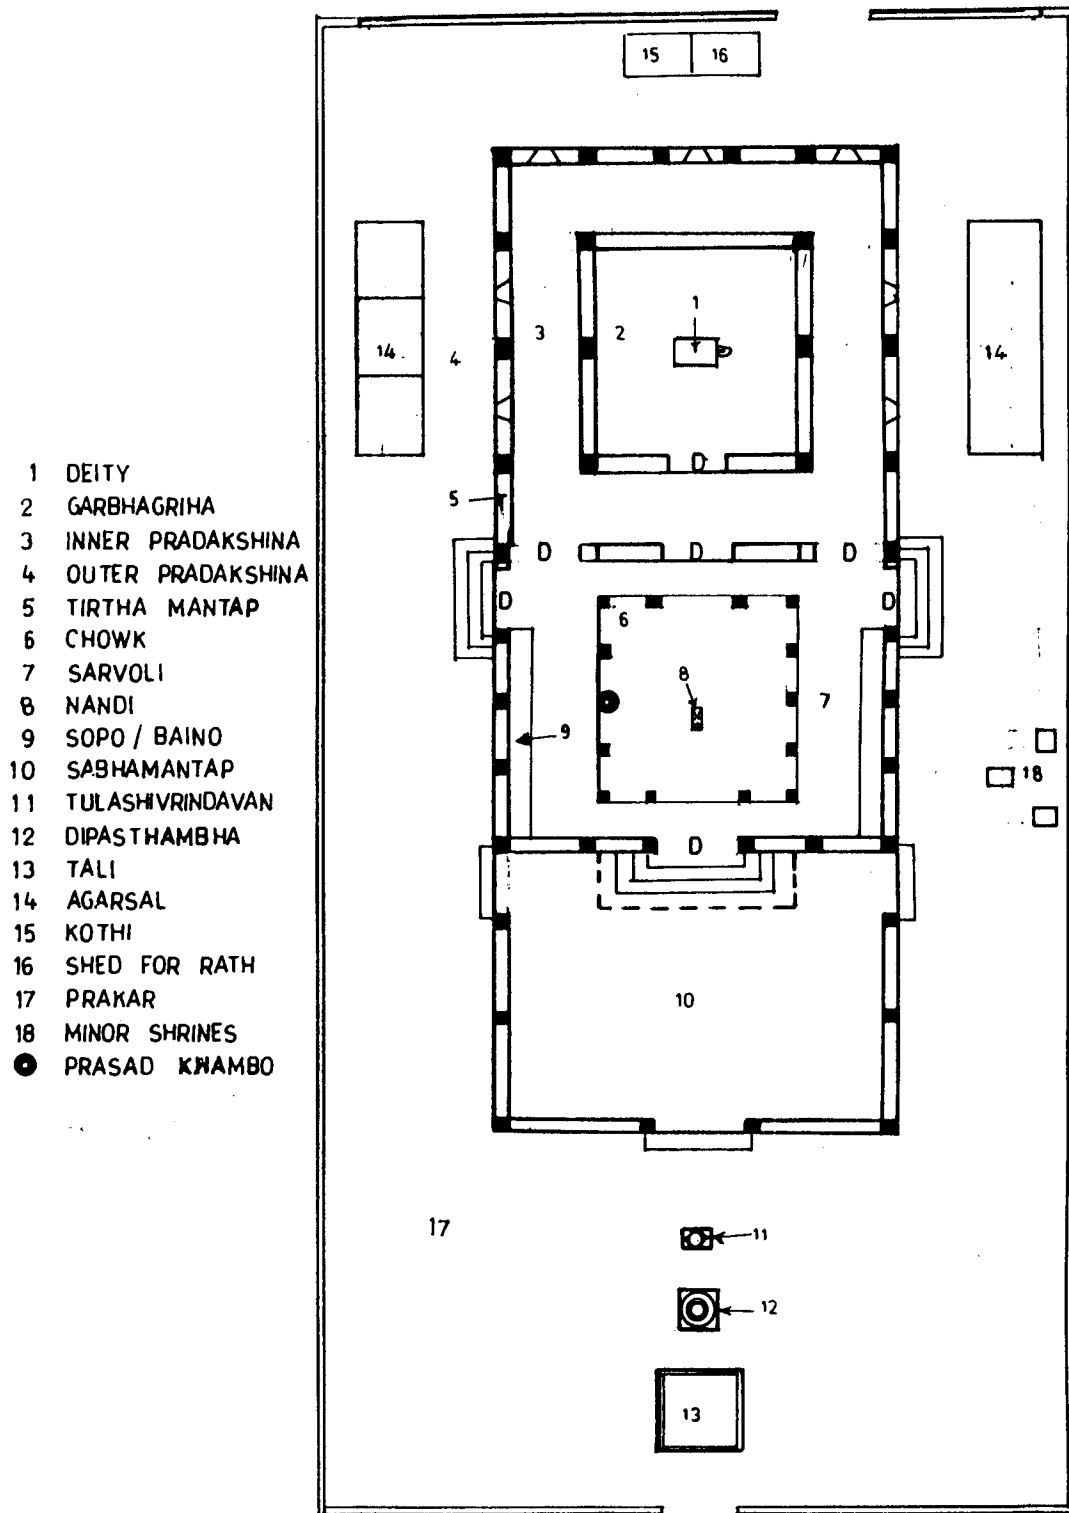 15 16
1
3 2
14 4 14
5
D
D D D
D D
6
8 7
9
18
D
10
17
11
12
13
1 DEITY
2 GARBHAGRIHA
3 INNER PRADAKSHINA
4 OUTER PRADAKSHINA
5 TIRTHA MANTAP
6 CHOWK
7 SARVOLI
8 NANDI
9 SOPO / BAINO
10 SABHAMANTAP
11 TULASHIVRINDAVAN
12 DIPASTHAMBHA
13 TALI
14 AGARSAL
15 KOTHI
16 SHED FOR RATH
17 PRAKAR
18 MINOR SHRINES
PRASAD KHAMBO